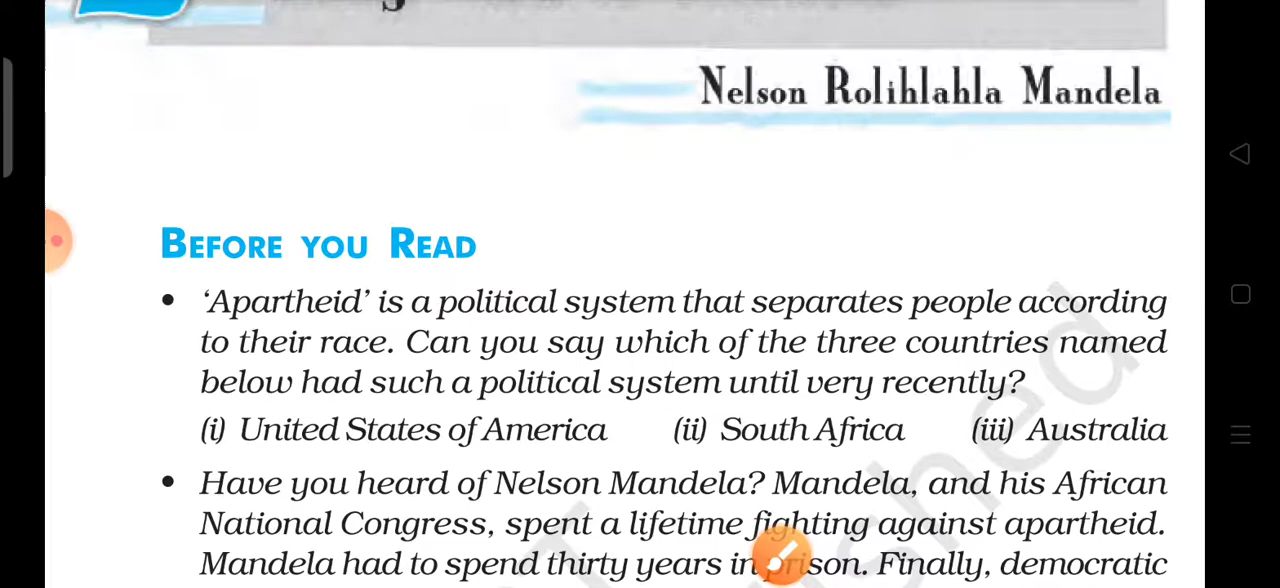 Nelson Rolihlahla Mandela
BEFORE YOU READ
• ‘Apartheid’ is a political system that separates people according
to their race. Can you say which of the three countries named
below had such a political system until very recently?
(i) United States of America (ii) South Africa (iii) Australia
• Have you heard of Nelson Mandela? Mandela, and his African
National Congress, spent a lifetime fighting against apartheid.
Mandela had to spend thirty years in prison. Finally, democratic